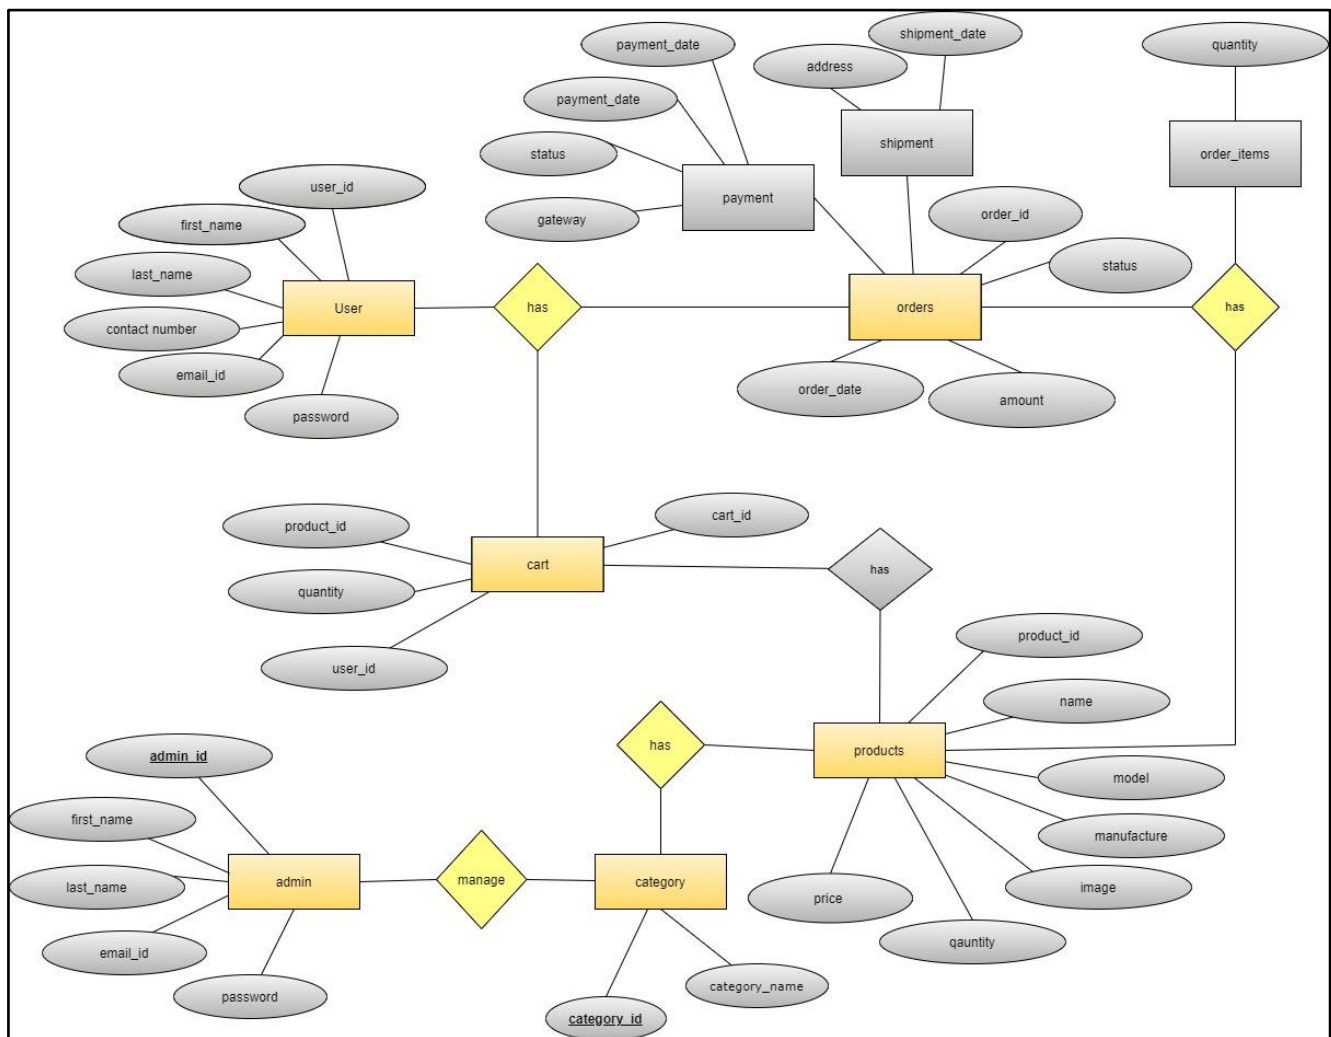 shipment_date
payment_date
quantity
address
payment_date
shipment
status
order_items
user_id
payment
gateway
order_id
first_name
status
last_name
User
has
orders
has
contact number
email_id
order_date
amount
password
cart_id
product_id
cart
has
quantity
product_id
user_id
name
has
products
admin_id
model
first_name
manufacture
admin
manage
category
last_name
image
price
qauntity
email_id
category_name
password
category_id